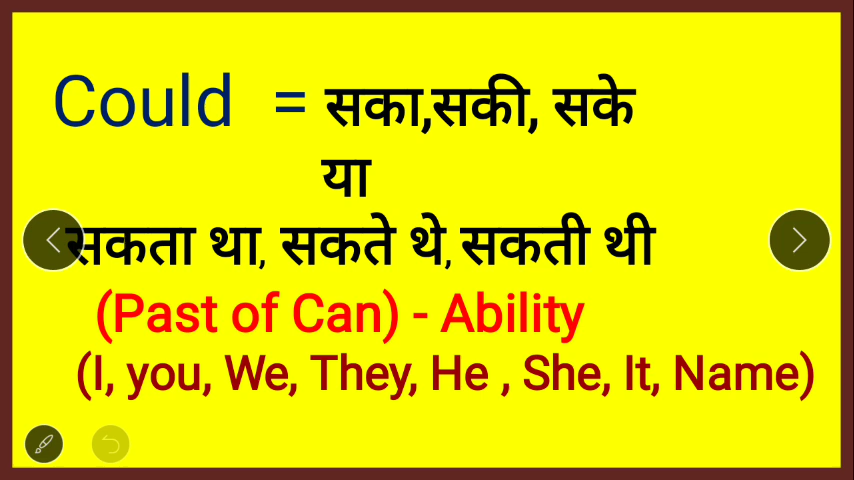 Could = सका,सकी, सके
या
सकता था, सकते थे, सकती थी
(Past of Can) - Ability
(I, you, We, They, He , She, It, Name)